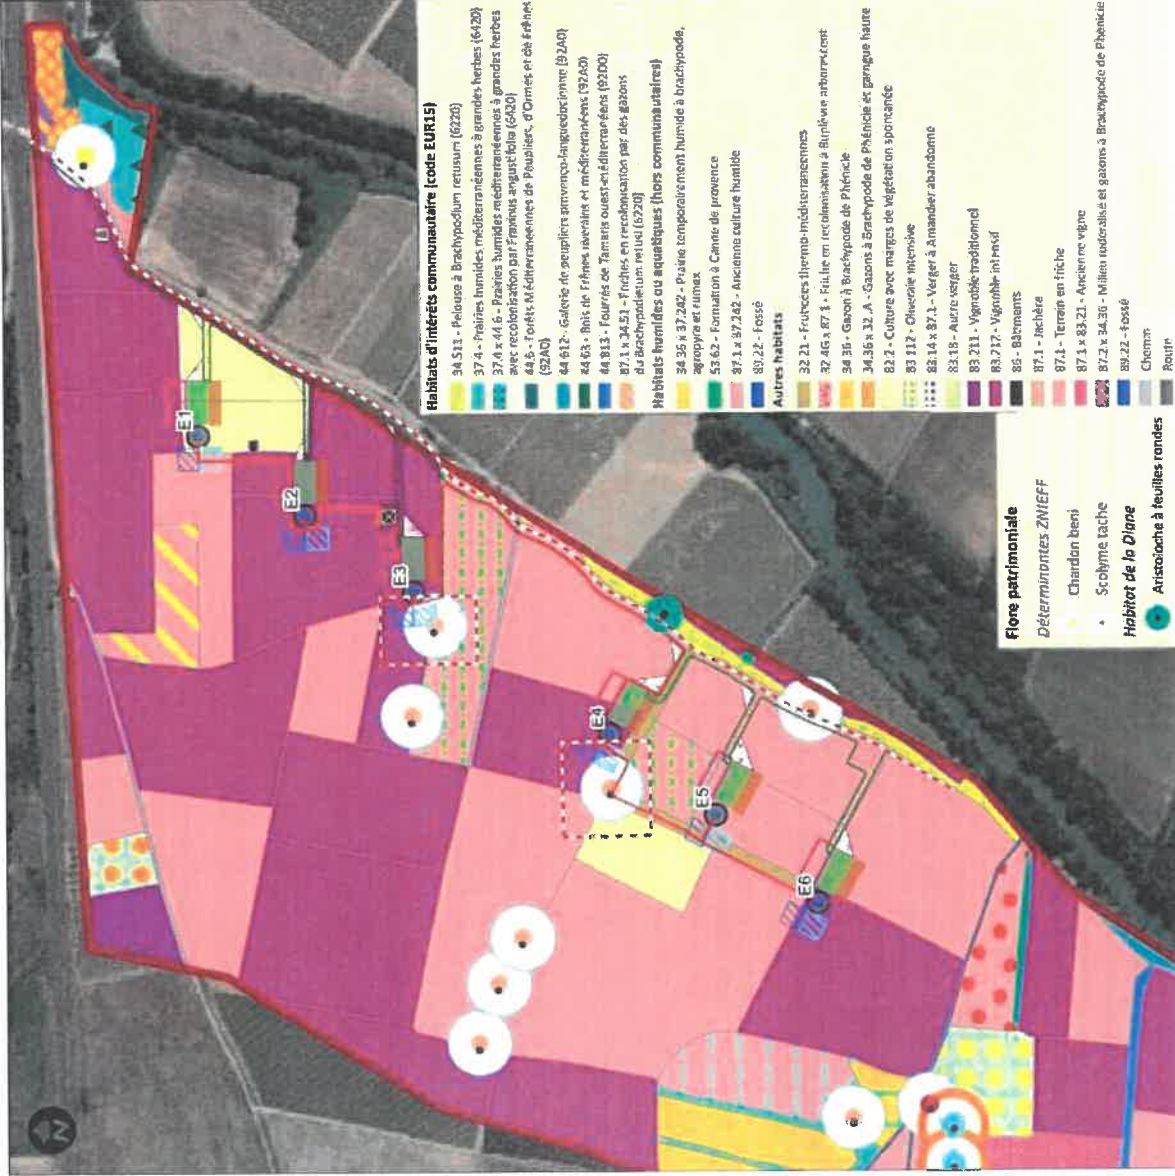 E1
E2
E3
E4
E5
E6
N
Habitats d'intérêts communautaire (code EUR15)
34.513 - Pelouse à Brachypodium retusum (6220)
37.4 - Prairies humides méditerranéennes à grandes herbes (6420)
37.4 x 44.6 - Prairies humides méditerranéennes à grandes herbes
avec recolonisation par Fraxinus angustifolia (6420)
44.6 - Forêts Méditerranéennes de Peupliers, d'Ormes et de Frênes
(92A0)
44.612 - Galerie de peupliers provenço-languedocienne (92A0)
44.63 - Bois de Frênes riverains et méditerranéens (92A0)
44.813 - Fourrés de Tamaris ouest-méditerranéens (92D0)
87.1 x 34.51 - Friches en recolonisation par des gazons
du Brachypodietum retusi (6220)
Habitats humides ou aquatiques (hors communautaires)
34.36 x 37.242 - Prairie temporairement humide à brachypode,
agropyre et rumex
53.62 - Formation à Canne de provence
87.1 x 37.242 - Ancienne culture humide
89.22 - Fossé
Autres habitats
32.21 - Fruticées thermo-méditerranéennes
32.4G x 87.1 - Friche en recolonisation à Buplèvre arborescent
34.36 - Gazon à Brachypode de Phénicie
34.36 x 32.A - Gazons à Brachypode de Phénicie et garrigue haute
82.2 - Culture avec marges de végétation spontanée
83.112 - Oliveraie intensive
83.14 x 87.1 - Verger à Amandier abandonné
83.15 - Autre verger
83.211 - Vignoble traditionnel
83.212 - Vignoble intensif
86 - Bâtiments
87.1 - Jachère
87.1 - Terrain en friche
87.1 x 83.21 - Ancienne vigne
87.2 x 34.36 - Milieu rudéralisé et gazons à Brachypode de Phénicie
89.22 - Fossé
Chemin
Route
Flore patrimoniale
Déterminantes ZNIEFF
Chardon beni
Scolyme taché
Habitat de la Diane
Aristoloche à feuilles rondes